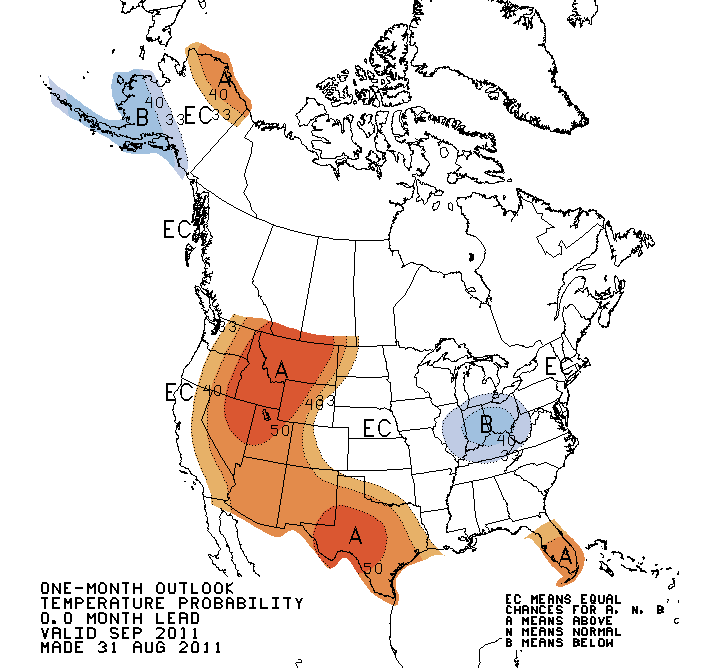 A
40
B
40
33
EC
33
EC
33
A
EC
40
EC
40
33
50
EC
B
40
33
A
50
A
ONE-MONTH OUTLOOK
TEMPERATURE PROBABILITY
0.0 MONTH LEAD
VALID SEP 2011
MADE 31 AUG 2011
EC MEANS EQUAL
CHANCES FOR A, N, B
A MEANS ABOVE
N MEANS NORMAL
B MEANS BELOW